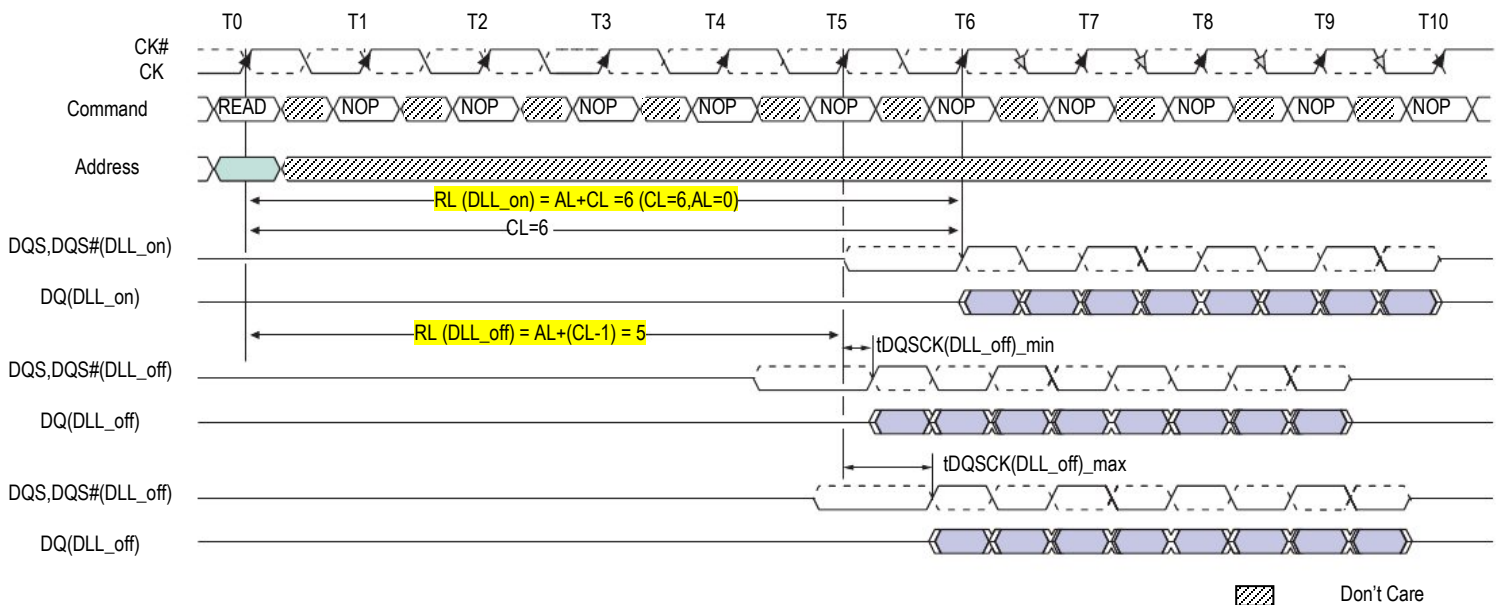 T0 T1 T2 T3 T4 T5 T6 T7 T8 T9 T10
CK#
CK
Command READ NOP NOP NOP NOP NOP NOP NOP NOP NOP NOP
Address
RL (DLL_on) = AL+CL =6 (CL=6,AL=0)
CL=6
DQS,DQS#(DLL_on)
DQ(DLL_on)
RL (DLL_off) = AL+(CL-1) = 5
tDQSCK(DLL_off)_min
DQS,DQS#(DLL_off)
DQ(DLL_off)
tDQSCK(DLL_off)_max
DQS,DQS#(DLL_off)
DQ(DLL_off)
Don't Care